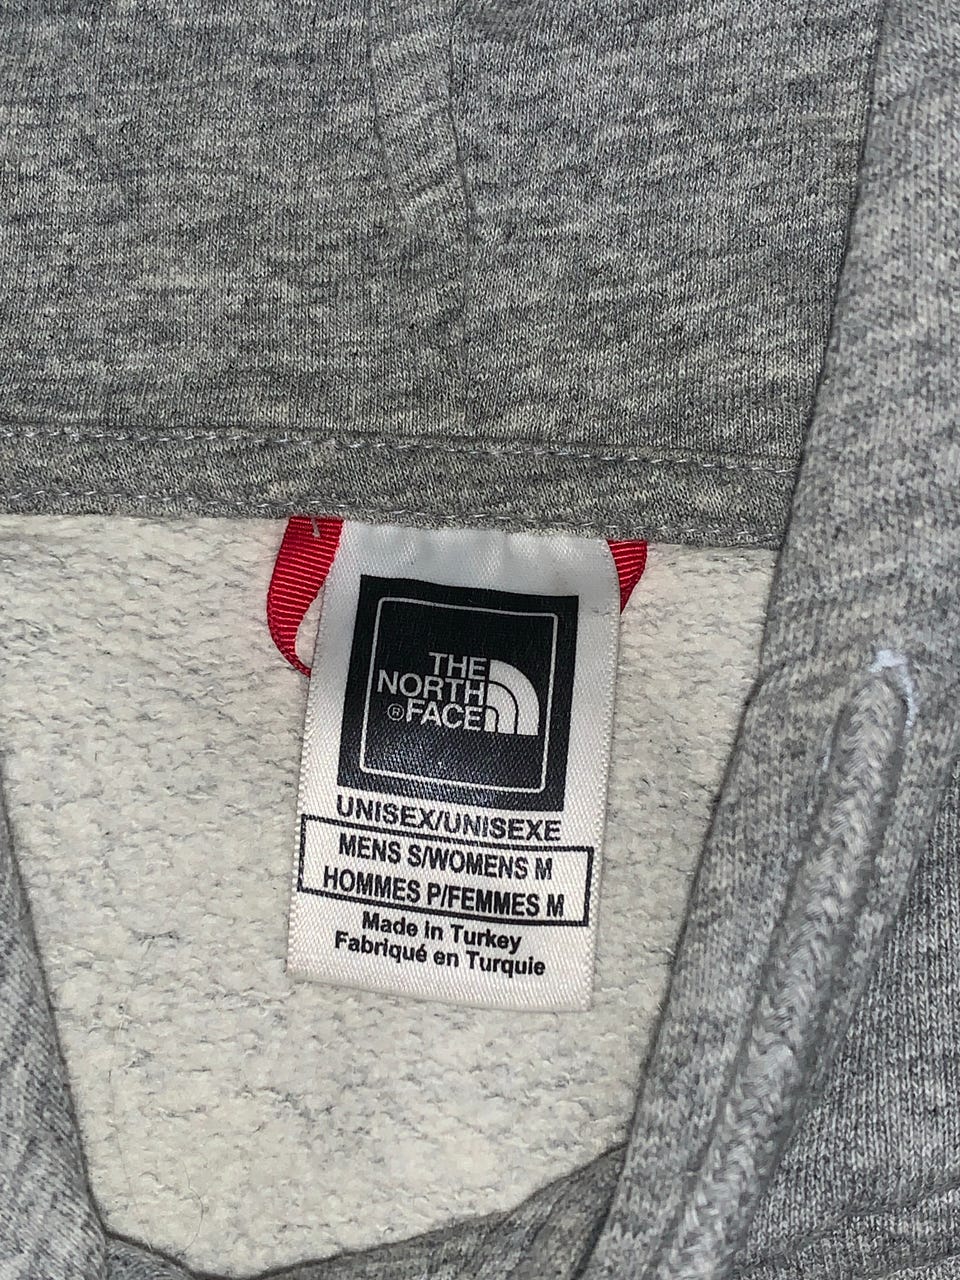 THE
NORTH
®FACE
UNISEX/UNISEXE
MENS S/WOMENS M
HOMMES P/FEMMES M
Made in Turkey
Fabriqué en Turquie